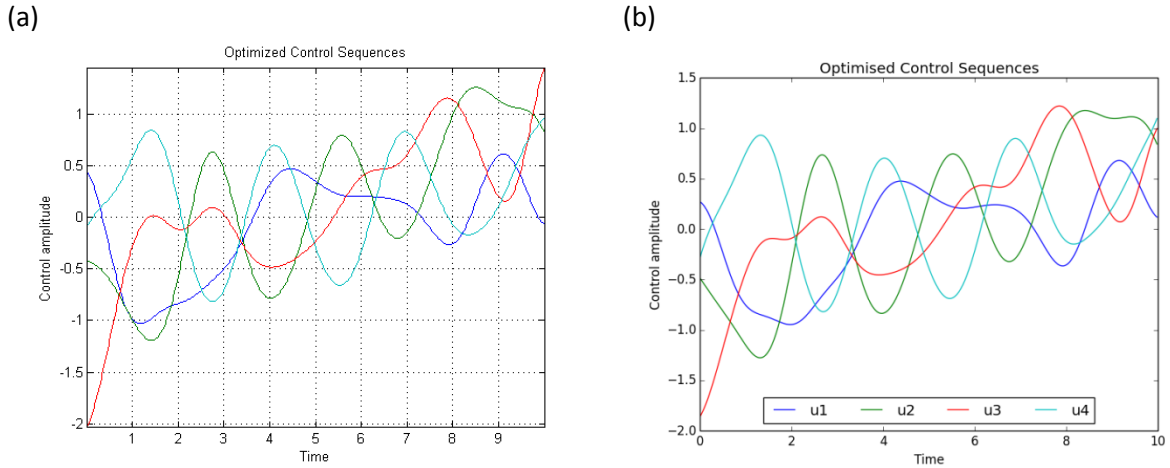 (a)
Optimized Control Sequences
Control amplitude
1
0.5
0
-0.5
-1
-1.5
-2
1 2 3 4 5 6 7 8 9
Time
(b)
Optimised Control Sequences
Control amplitude
1.5
1.0
0.5
0.0
−0.5
−1.0
−1.5
−2.0
u1 u2 u3 u4
0 2 4 6 8 10
Time